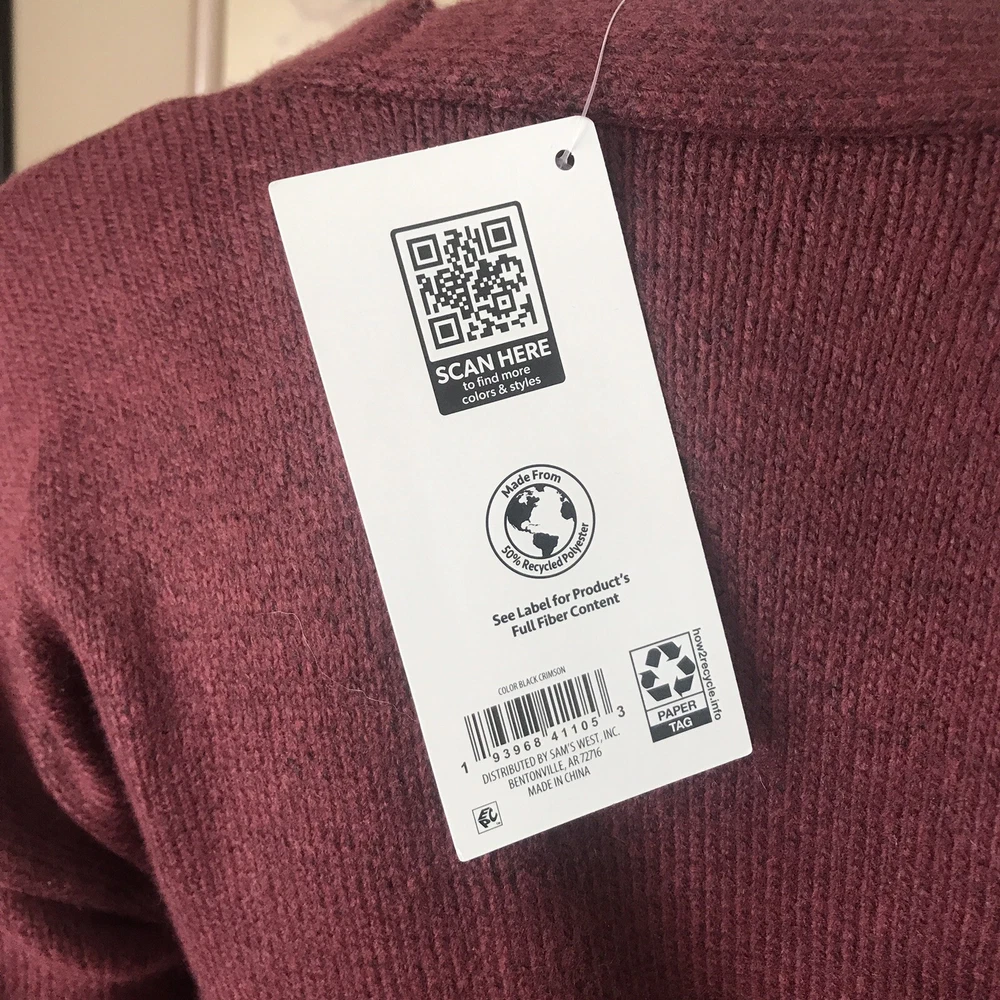 SCAN HERE
to find more
colors & styles
Made From
50% Recycled Polyester
See Label for Product's
Full Fiber Content
how2recycle.info
PAPER
TAG
COLOR BLACK CRIMSON
1 93968 41105 3
DISTRIBUTED BY SAM'S WEST, INC.
BENTONVILLE, AR 72716
MADE IN CHINA
EPC